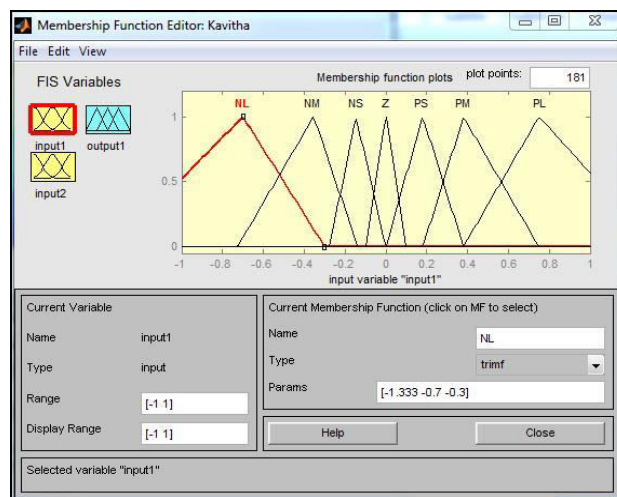 Membership Function Editor: Kavitha
File Edit View
FIS Variables
input1
output1
input2
Membership function plots
plot points:
181
NL NM NS Z PS PM PL
1
0.5
0
-1 -0.8 -0.6 -0.4 -0.2 0 0.2 0.4 0.6 0.8 1
input variable "input1"
Current Variable
Name input1
Type input
Range [-1 1]
Display Range [-1 1]
Current Membership Function (click on MF to select)
Name NL
Type trimf
Params [-1.333 -0.7 -0.3]
Help Close
Selected variable "input1"